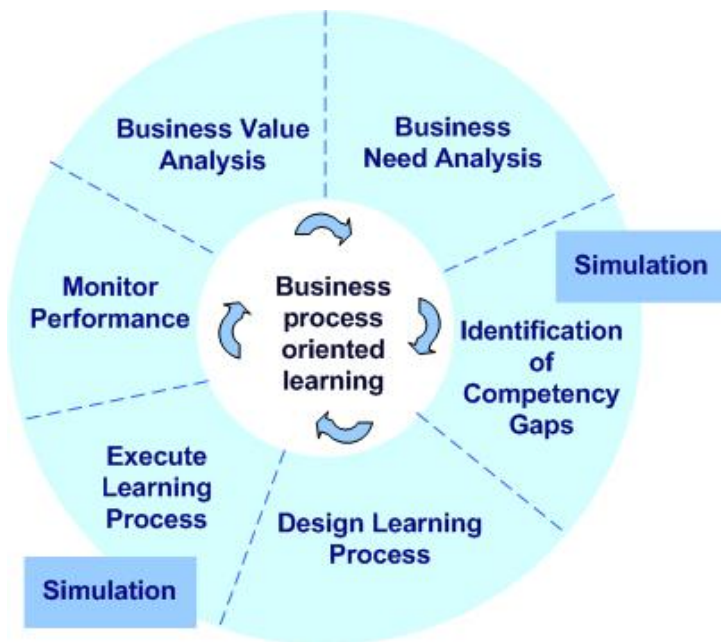 Business Value
Analysis
Business
Need Analysis
Simulation
Monitor
Performance
Business
process
oriented
learning
Identification
of
Competency
Gaps
Execute
Learning
Process
Design Learning
Process
Simulation